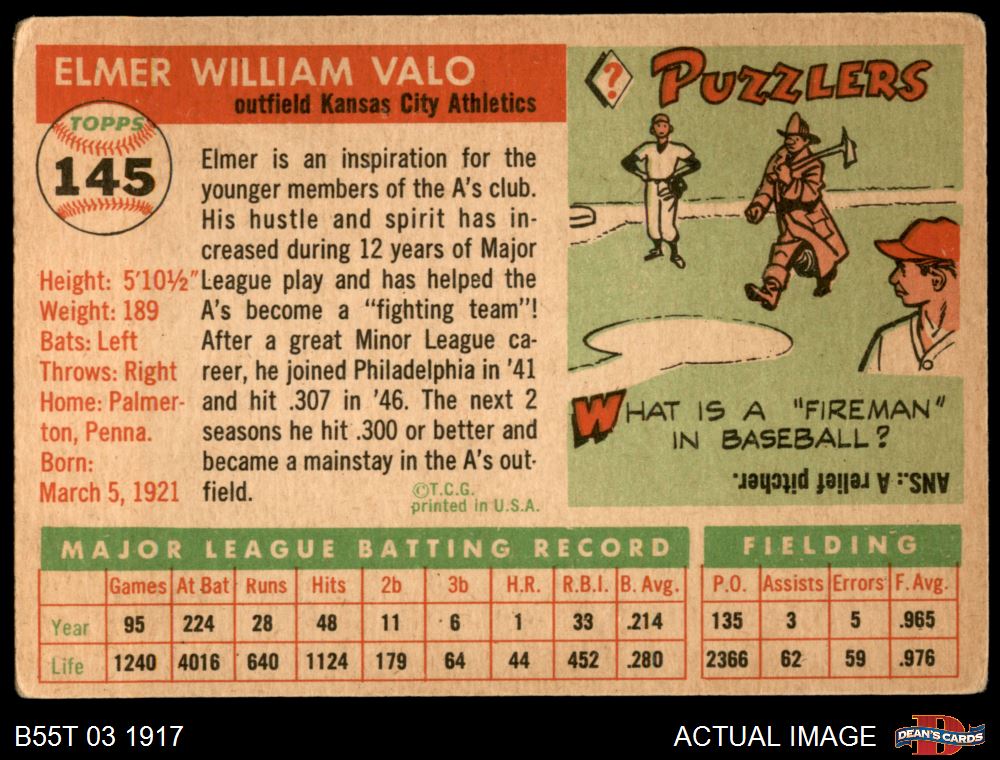 ELMER WILLIAM VALO
outfield Kansas City Athletics
TOPPS
145
Elmer is an inspiration for the
younger members of the A's club.
His hustle and spirit has in-
creased during 12 years of Major
League play and has helped the
A's become a "fighting team"!
After a great Minor League ca-
reer, he joined Philadelphia in '41
and hit .307 in '46. The next 2
seasons he hit .300 or better and
became a mainstay in the A's out-
field.
Height: 5'10½"
Weight: 189
Bats: Left
Throws: Right
Home: Palmer-
ton, Penna.
Born:
March 5, 1921
©T.C.G.
printed in U.S.A.
? PUZZLERS
WHAT IS A "FIREMAN"
IN BASEBALL?
ANS.: A relief pitcher.
MAJOR LEAGUE BATTING RECORD
Games At Bat Runs Hits 2b 3b H.R. R.B.I. B. Avg.
Year 95 224 28 48 11 6 1 33 .214
Life 1240 4016 640 1124 179 64 44 452 .280
FIELDING
P.O. Assists Errors F. Avg.
135 3 5 .965
2366 62 59 .976
B55T 03 1917
ACTUAL IMAGE
D
DEAN'S CARDS